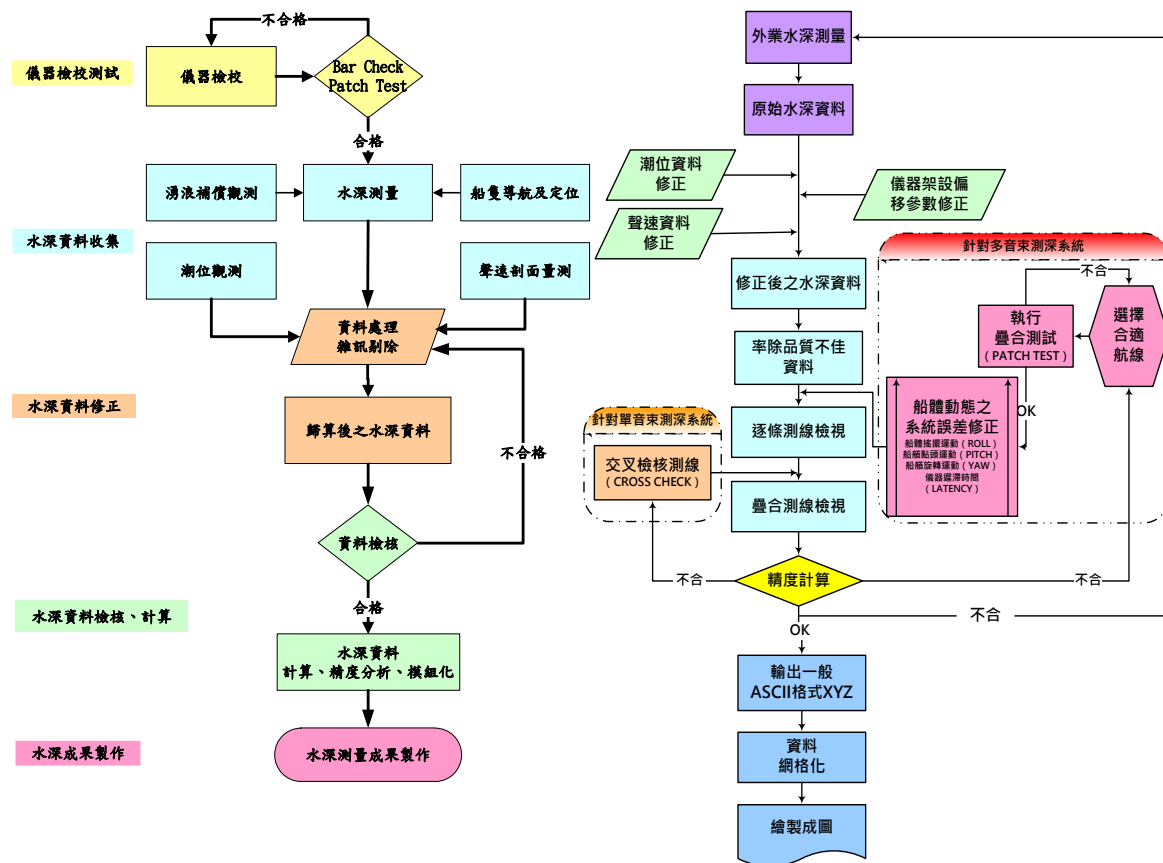 不合格
儀器檢校測試
儀器檢校
Bar Check
Patch Test
合格
湧浪補償觀測
水深測量
船隻導航及定位
水深資料收集
潮位觀測
聲速剖面量測
資料處理
雜訊剔除
水深資料修正
歸算後之水深資料
不合格
資料檢核
合格
水深資料檢核、計算
水深資料
計算、精度分析、模組化
水深成果製作
水深測量成果製作
外業水深測量
原始水深資料
潮位資料
修正
儀器架設偏
移參數修正
聲速資料
修正
修正後之水深資料
率除品質不佳
資料
逐條測線檢視
疊合測線檢視
針對單音束測深系統
交叉檢核測線
(CROSS CHECK)
針對多音束測深系統
不合
執行
疊合測試
(PATCH TEST)
選擇
合適
航線
OK
船體動態之
系統誤差修正
船體搖擺運動(ROLL)
船艏點頭運動(PITCH)
船艏旋轉運動(YAW)
儀器遲滯時間
(LATENCY)
不合
精度計算
不合
OK
不合
輸出一般
ASCII格式XYZ
資料
網格化
繪製成圖